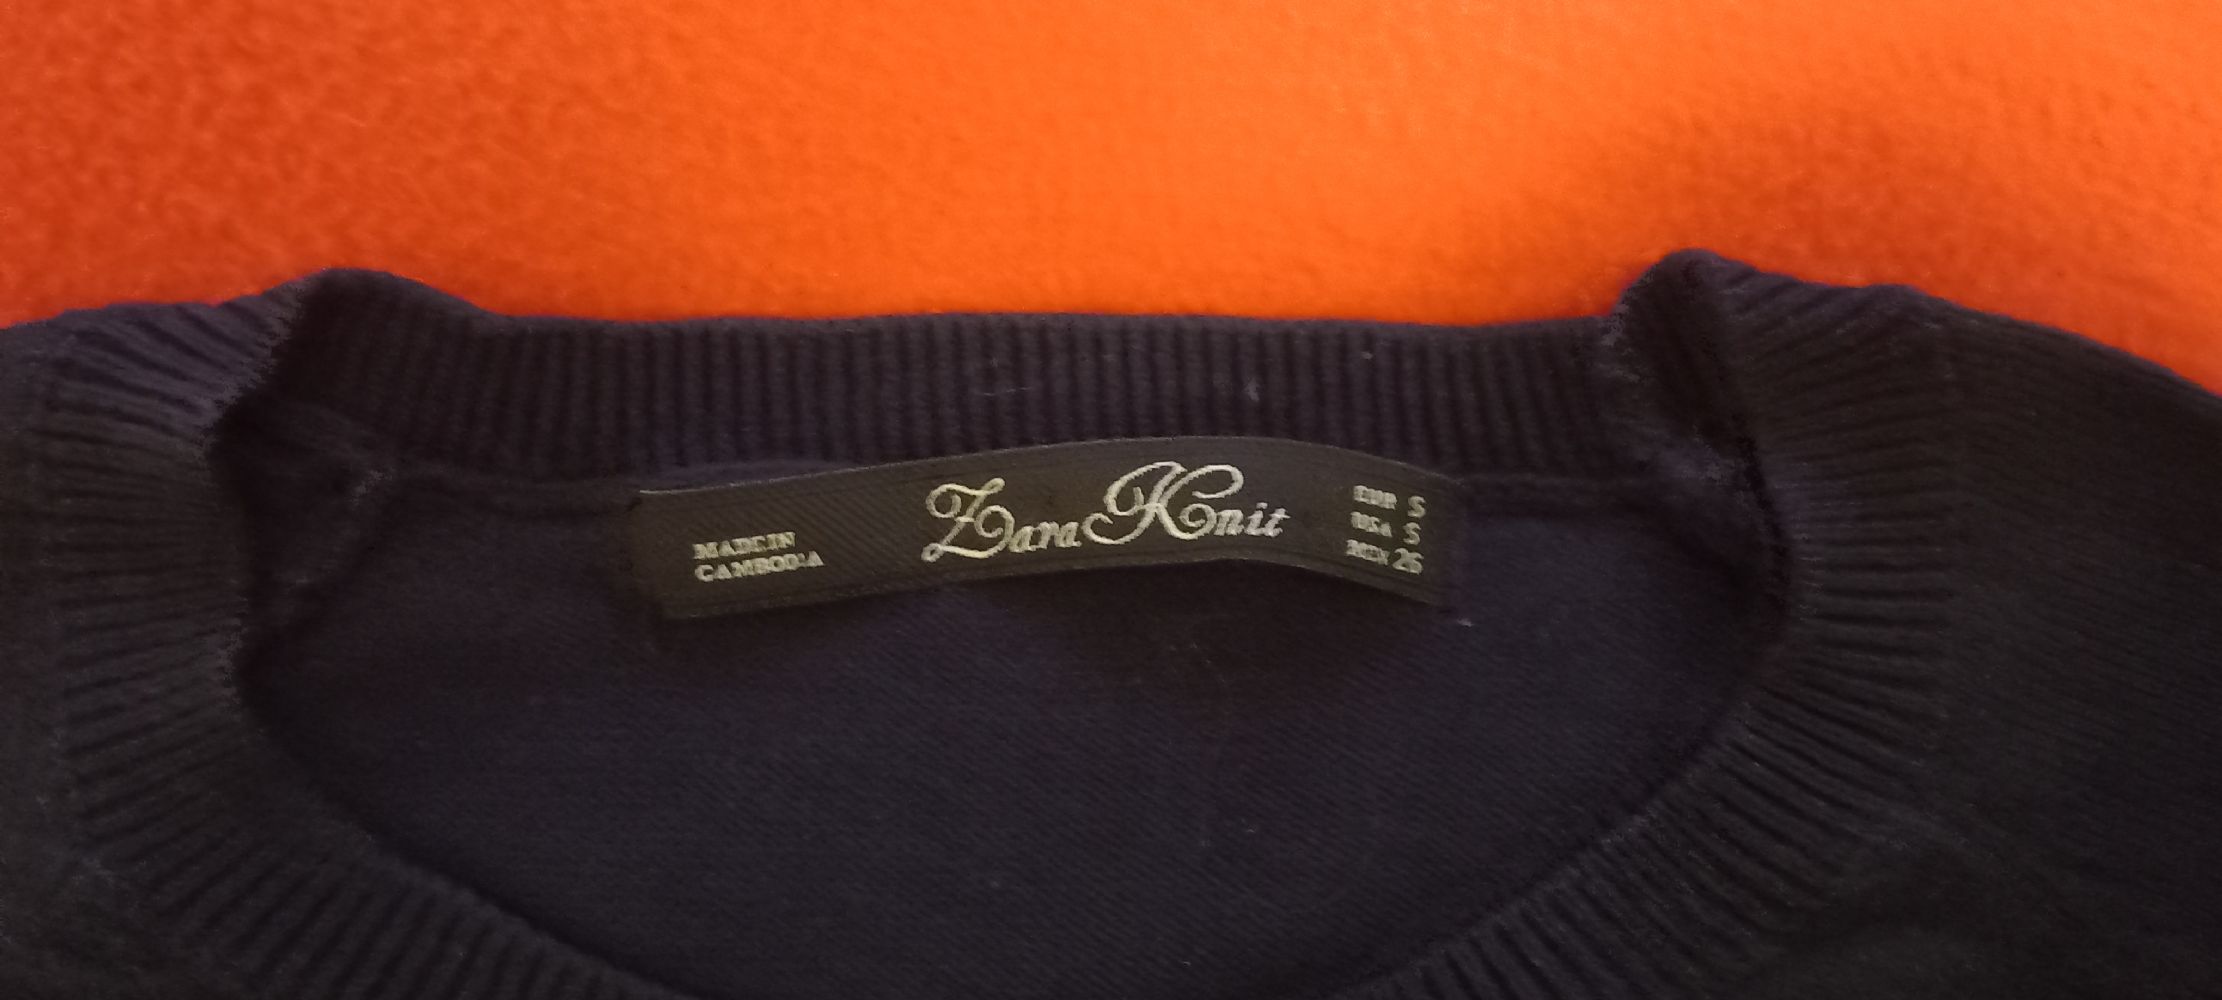 MADE IN
CAMBODIA
Zara Knit
EUR S
USA S
MEX 26